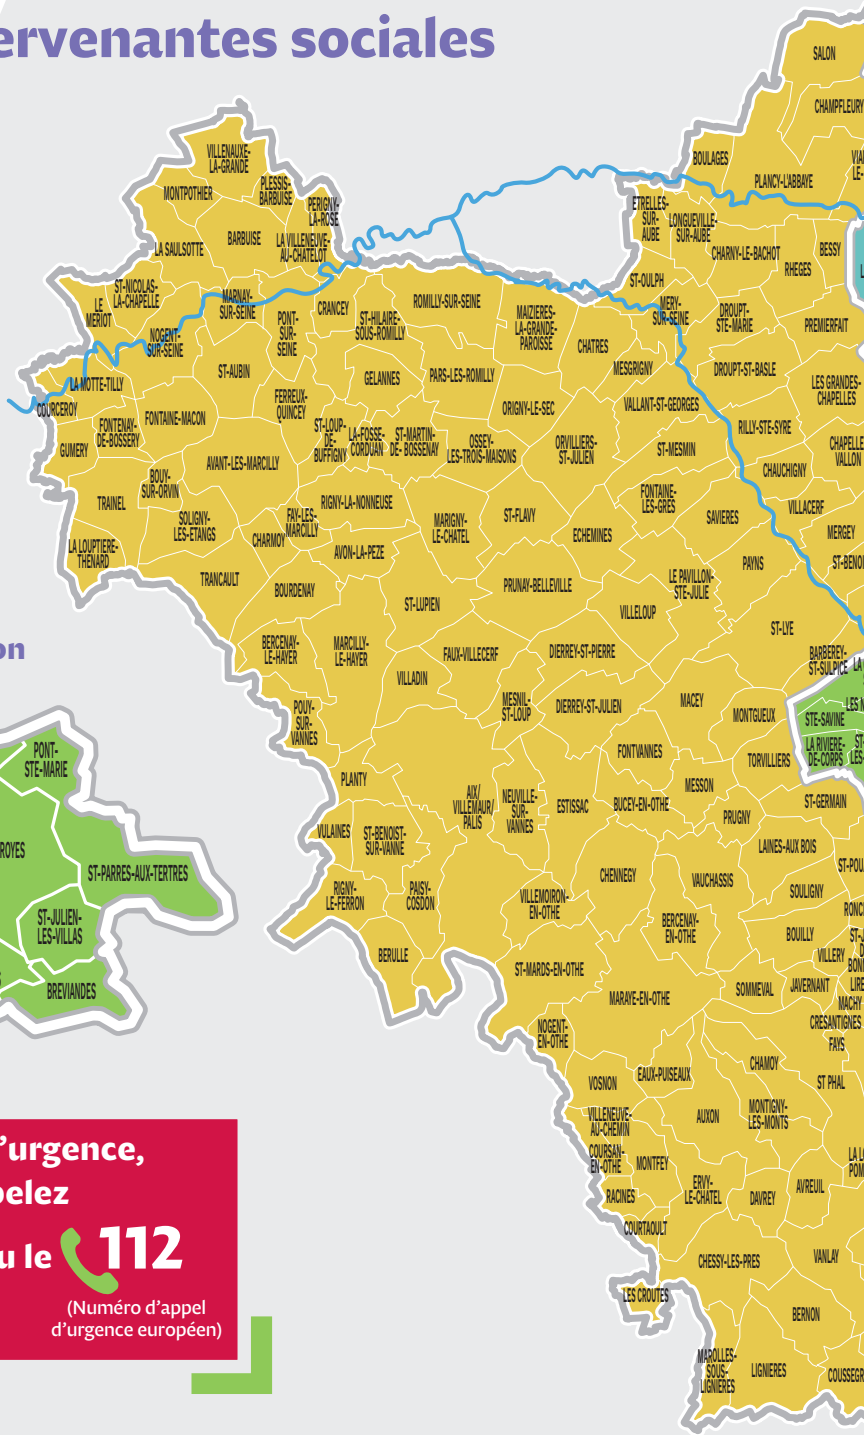 ervenantes sociales
SALON
CHAMPFLEURY
VILLENAUXE-
LA-GRANDE
BOULAGES
PLANCY-L'ABBAYE
MONTPOTHIER
PLESSIS-
BARBUISE
PERIGNY-
LA-ROSE
ETRELLES-
SUR-
AUBE
LONGUEVILLE-
SUR-AUBE
LA SAULSOTTE
BARBUISE
LA VILLENEUVE-
AU-CHATELOT
CHARNY-LE-BACHOT
BESSY
RHEGES
ST-OULPH
ST-NICOLAS-
LA-CHAPELLE
LE
MERIOT
MARNAY-
SUR-SEINE
CRANCEY
ROMILLY-SUR-SEINE
ST-HILAIRE-
SOUS-ROMILLY
PONT-
SUR-
SEINE
MAIZIERES-
LA-GRANDE-
PAROISSE
MERY-
SUR-SEINE
DROUPT-
STE-MARIE
PREMIERFAIT
NOGENT-
SUR-SEINE
CHATRES
MESGRIGNY
DROUPT-ST-BASLE
LA MOTTE-TILLY
ST-AUBIN
GELANNES
PARS-LES-ROMILLY
LES GRANDES-
CHAPELLES
COURCEROY
FERREUX-
QUINCEY
ORIGNY-LE-SEC
VALLANT-ST-GEORGES
FONTENAY-
DE-BOSSERY
FONTAINE-MACON
ST-LOUP-
DE-
BUFFIGNY
LA-FOSSE-
CORDUAN
ST-MARTIN-
DE- BOSSENAY
OSSEY-
LES-TROIS-MAISONS
ORVILLIERS-
ST-JULIEN
RILLY-STE-SYRE
GUMERY
ST-MESMIN
CHAPELLE
VALLON
AVANT-LES-MARCILLY
CHAUCHIGNY
BOUY-
SUR-ORVIN
TRAINEL
RIGNY-LA-NONNEUSE
FONTAINE-
LES-GRES
VILLACERF
SOLIGNY-
LES-ETANGS
FAY-LES-
MARCILLY
MARIGNY-
LE-CHATEL
ST-FLAVY
SAVIERES
MERGEY
CHARMOY
ECHEMINES
LA LOUPTIERE-
THENARD
AVON-LA-PEZE
PAYNS
ST-BENOI
TRANCAULT
BOURDENAY
PRUNAY-BELLEVILLE
LE PAVILLON-
STE-JULIE
ST-LUPIEN
VILLELOUP
ST-LYE
on
BERCENAY-
LE-HAYER
MARCILLY-
LE-HAYER
FAUX-VILLECERF
DIERREY-ST-PIERRE
BARBEREY-
ST-SULPICE
VILLADIN
POUY-
SUR-
VANNES
MESNIL-
ST-LOUP
DIERREY-ST-JULIEN
MACEY
MONTGUEUX
STE-SAVINE
LES N
LA RIVIERE-
DE-CORPS
PONT-
STE-MARIE
FONTVANNES
TORVILLIERS
PLANTY
MESSON
AIX/
VILLEMAUR/
PALIS
NEUVILLE-
SUR-
VANNES
ESTISSAC
BUCEY-EN-OTHE
ST-GERMAIN
PRUGNY
VULAINES
ST-BENOIST-
SUR-VANNE
LAINES-AUX BOIS
ROYES
ST-PARRES-AUX-TERTRES
CHENNEGY
VAUCHASSIS
SOULIGNY
ST-POU
RIGNY-
LE-FERRON
PAISY-
COSDON
VILLEMOIRON-
EN-OTHE
BERCENAY-
EN-OTHE
BOUILLY
ST-JULIEN-
LES-VILLAS
BERULLE
VILLERY
ST-MARDS-EN-OTHE
SOMMEVAL
JAVERNANT
BREVIANDES
MARAYE-EN-OTHE
MACHY
CRESANTIGNES
FAYS
NOGENT-
EN-OTHE
CHAMOY
VOSNON
EAUX-PUISEAUX
ST PHAL
VILLENEUVE-
AU-CHEMIN
AUXON
MONTIGNY-
LES-MONTS
COURSAN-
EN-OTHE
MONTFEY
RACINES
ERVY-
LE-CHATEL
DAVREY
AVREUIL
COURTAOULT
CHESSY-LES-PRES
VANLAY
LES CROUTES
BERNON
MAROLLES-
SOUS-
LIGNIERES
LIGNIERES
COUSSEGR
'urgence,
pelez
u le 112
(Numéro d'appel
d'urgence européen)